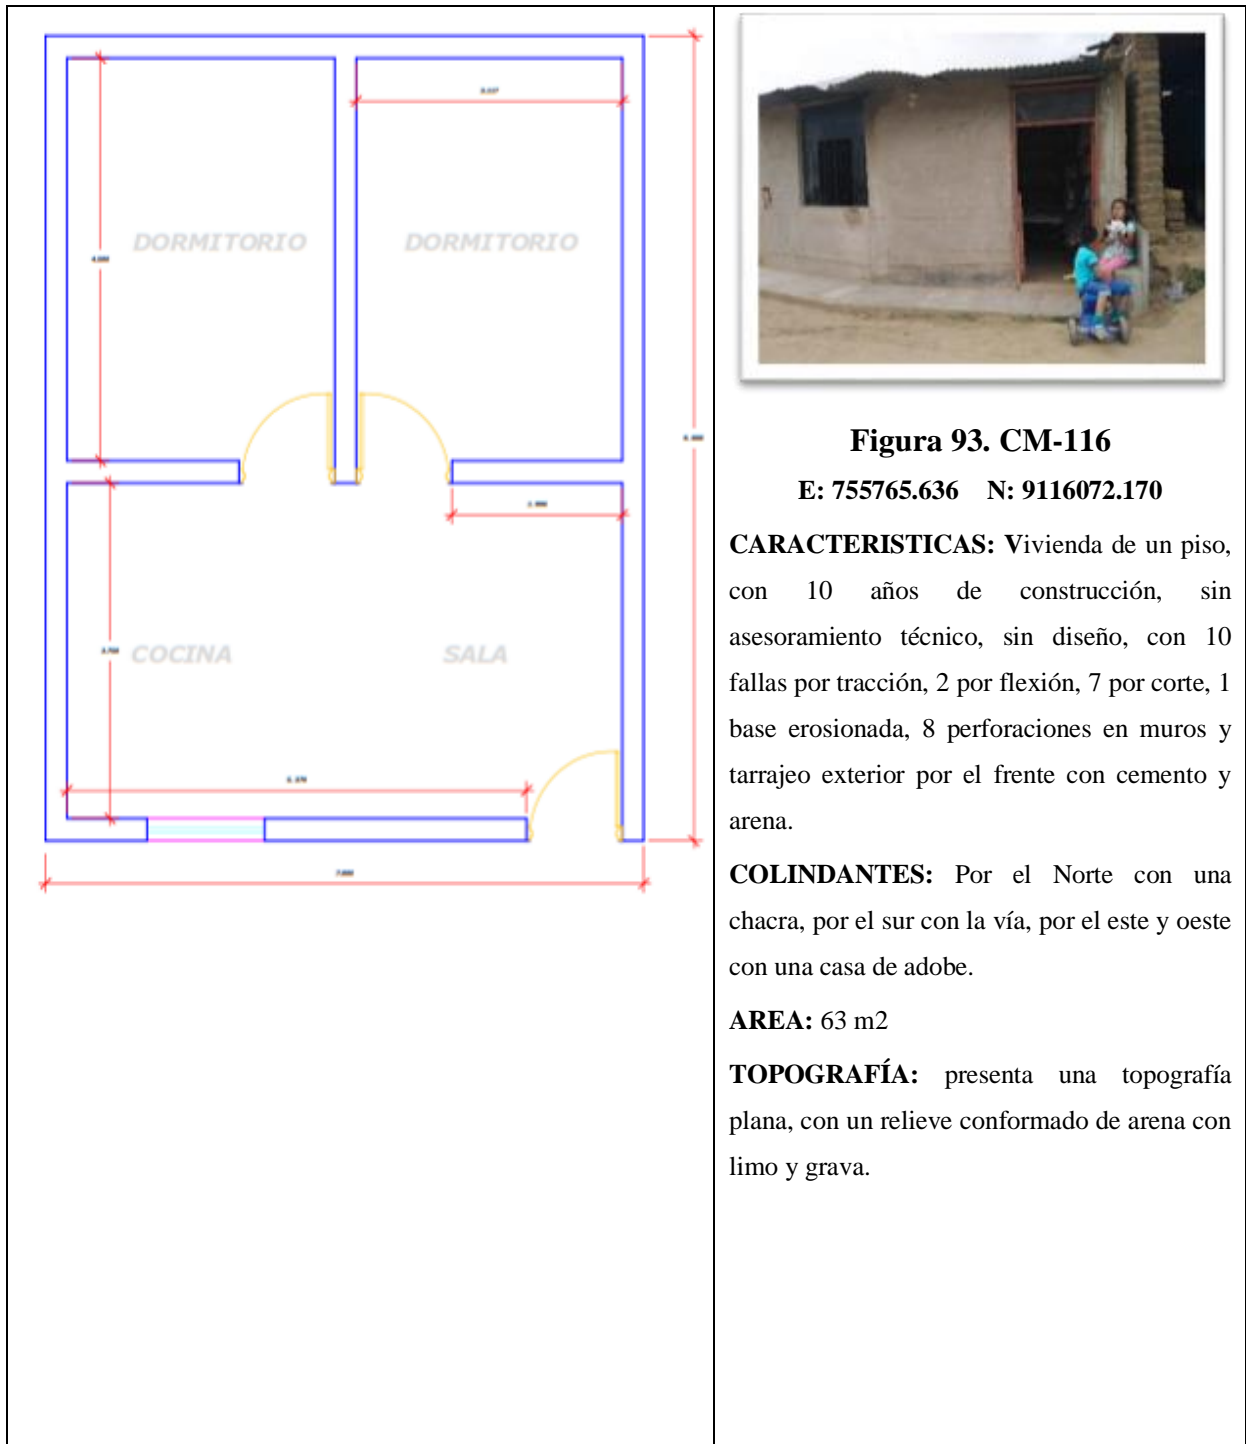 DORMITORIO DORMITORIO
COCINA SALA
Figura 93. CM-116
E: 755765.636 N: 9116072.170
CARACTERISTICAS: Vivienda de un piso,
con 10 años de construcción, sin
asesoramiento técnico, sin diseño, con 10
fallas por tracción, 2 por flexión, 7 por corte, 1
base erosionada, 8 perforaciones en muros y
tarrajeo exterior por el frente con cemento y
arena.
COLINDANTES: Por el Norte con una
chacra, por el sur con la vía, por el este y oeste
con una casa de adobe.
AREA: 63 m2
TOPOGRAFÍA: presenta una topografía
plana, con un relieve conformado de arena con
limo y grava.